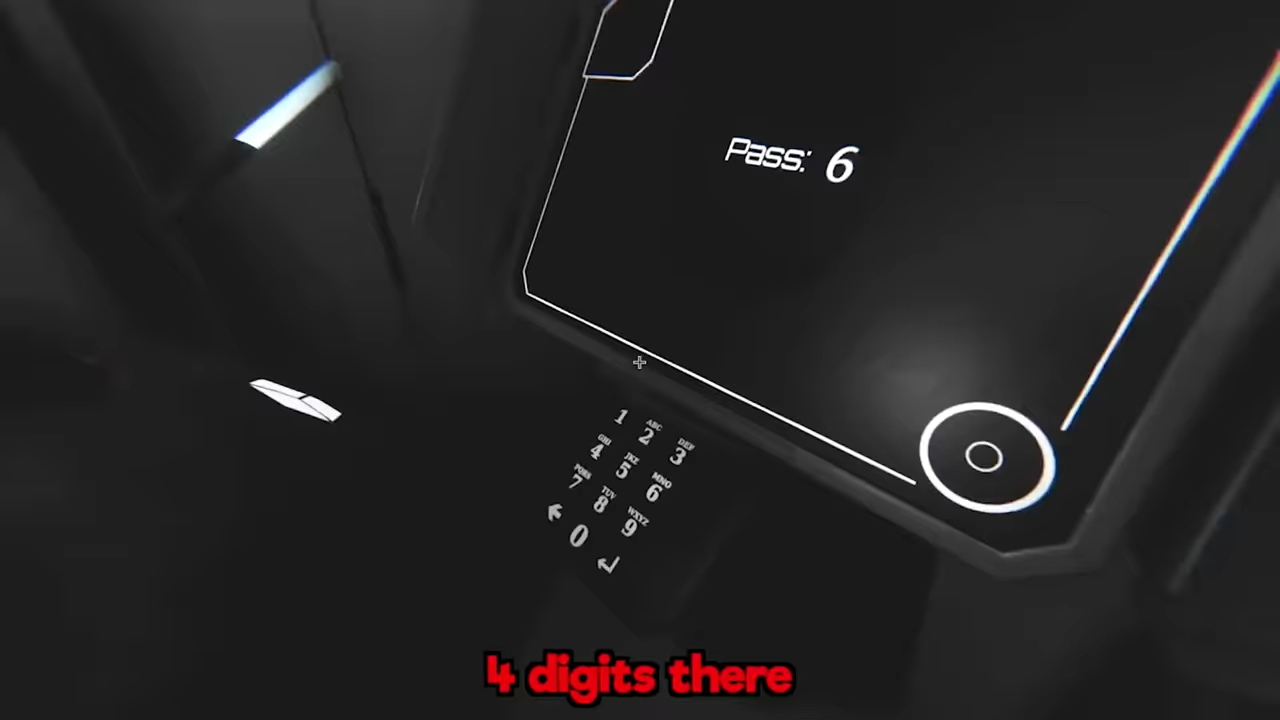 Pass: 6
1 ABC 2 DEF 3
GHI 4 JKL 5 MNO 6
PQRS 7 TUV 8 WXYZ 9
← 0 ↵
4 digits there